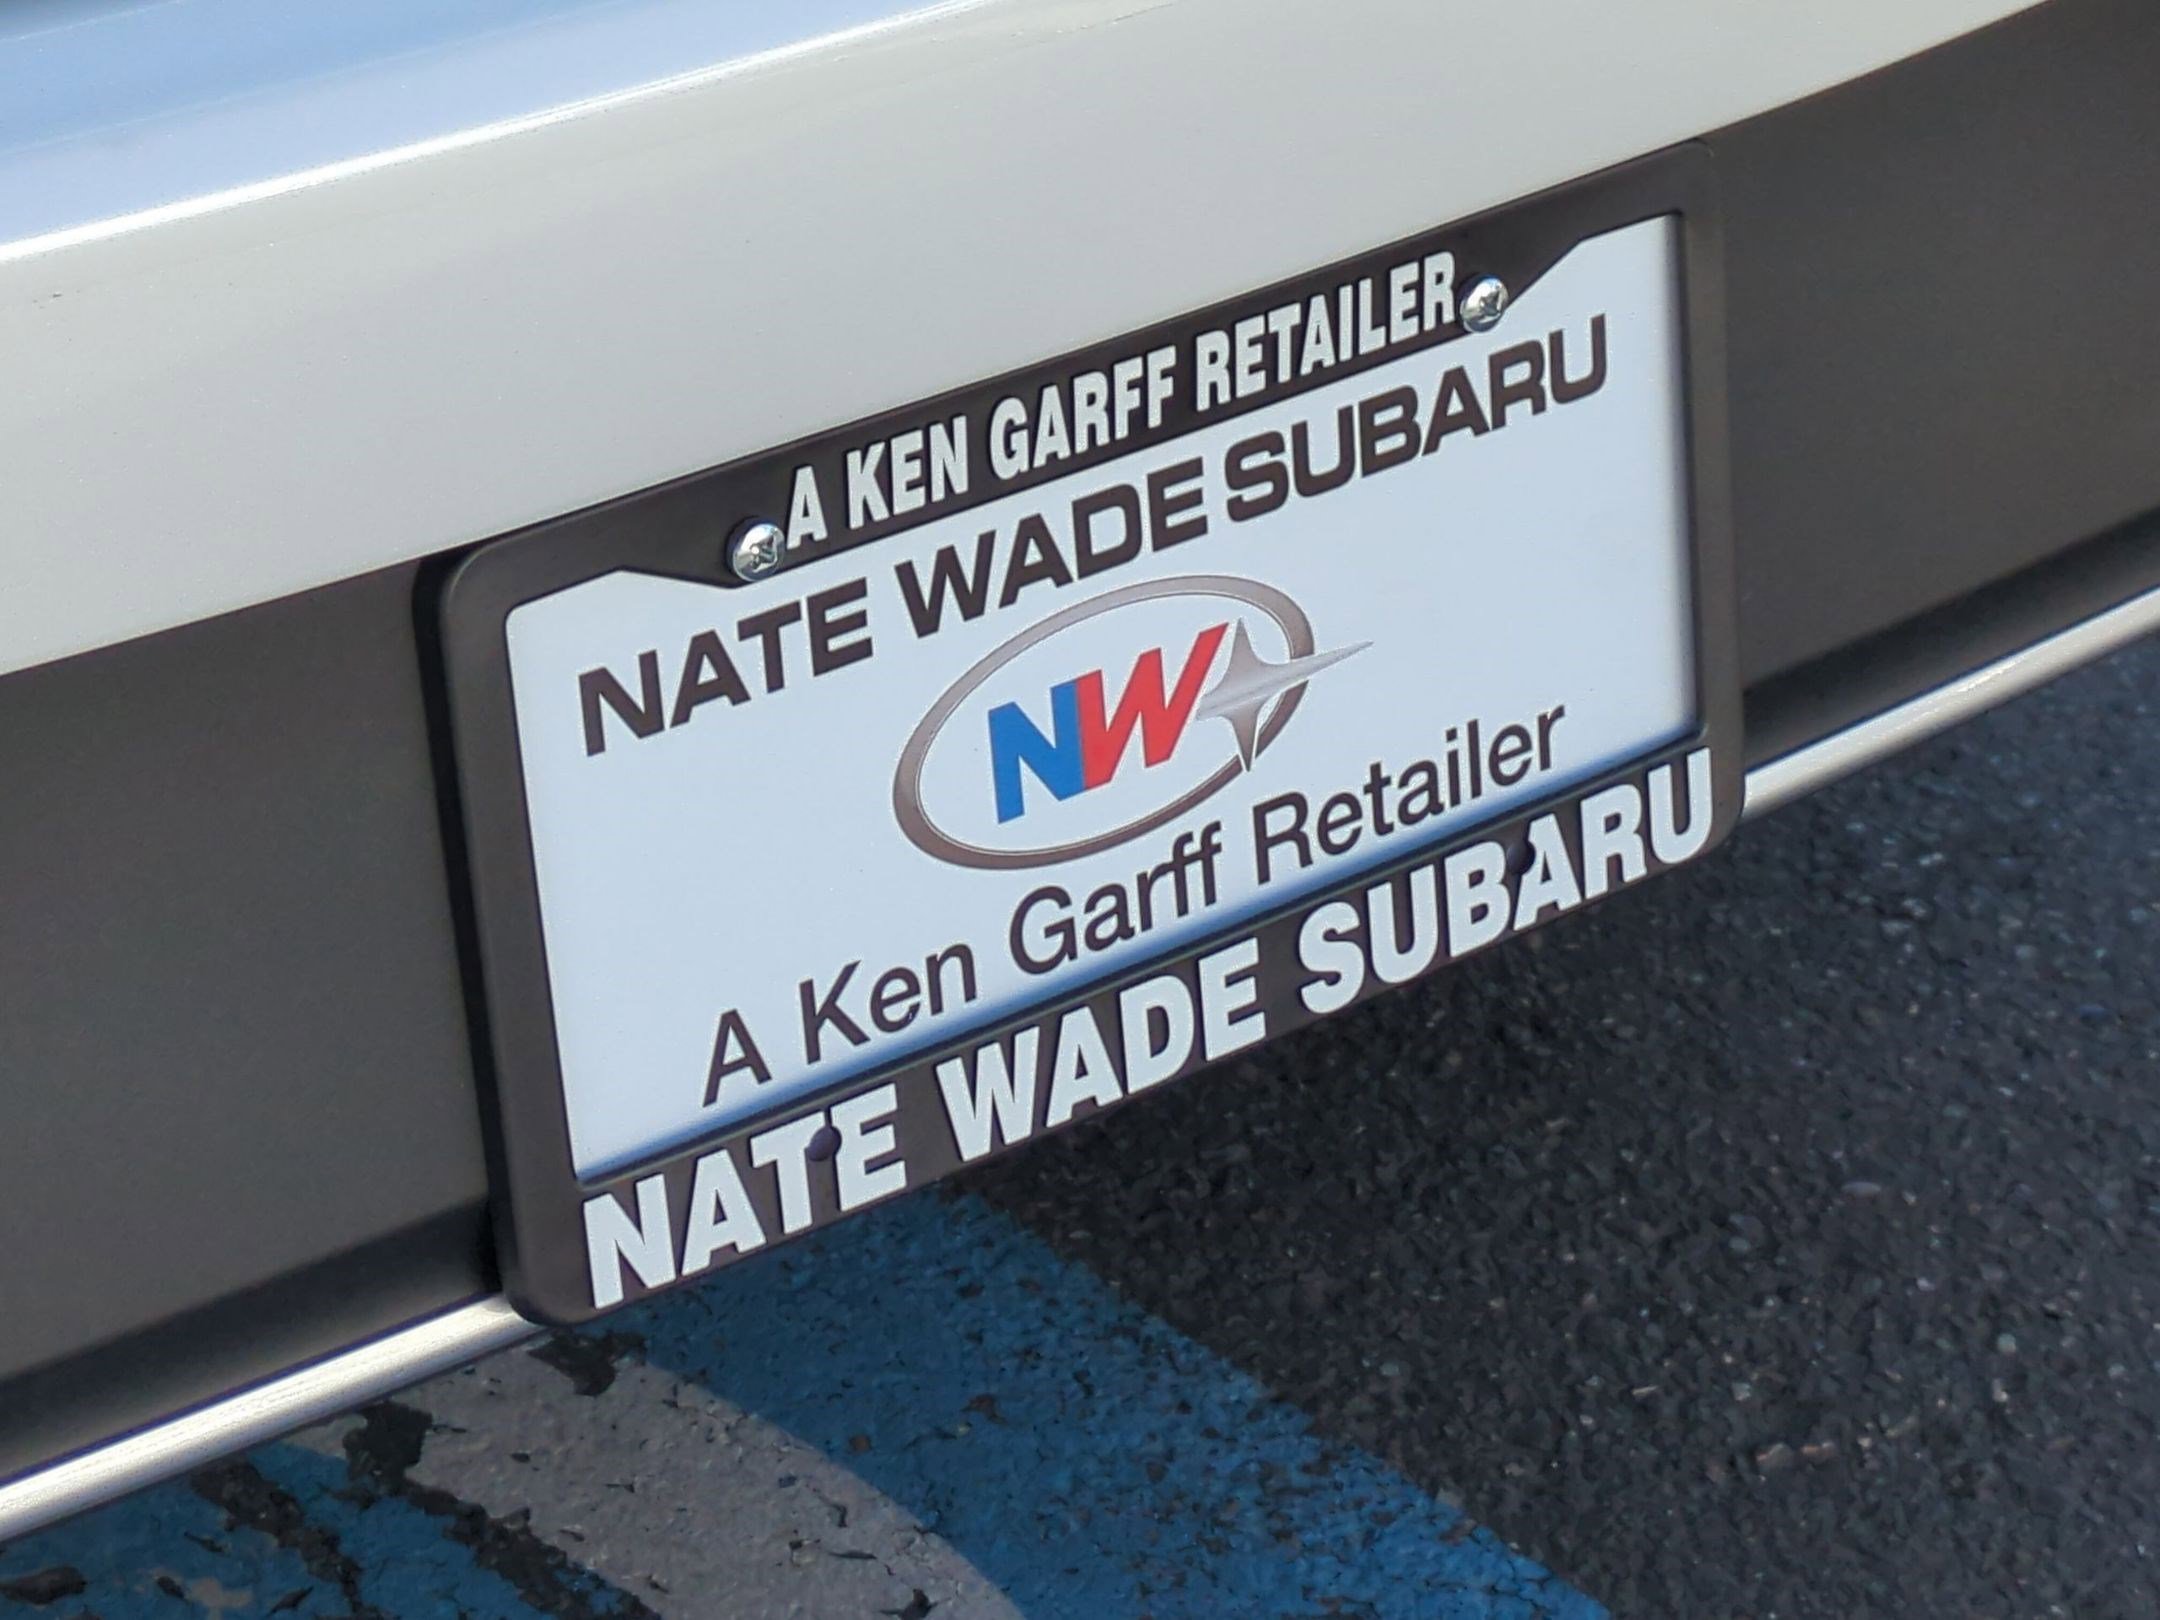 A KEN GARFF RETAILER
NATE WADE SUBARU
NW
A Ken Garff Retailer
NATE WADE SUBARU